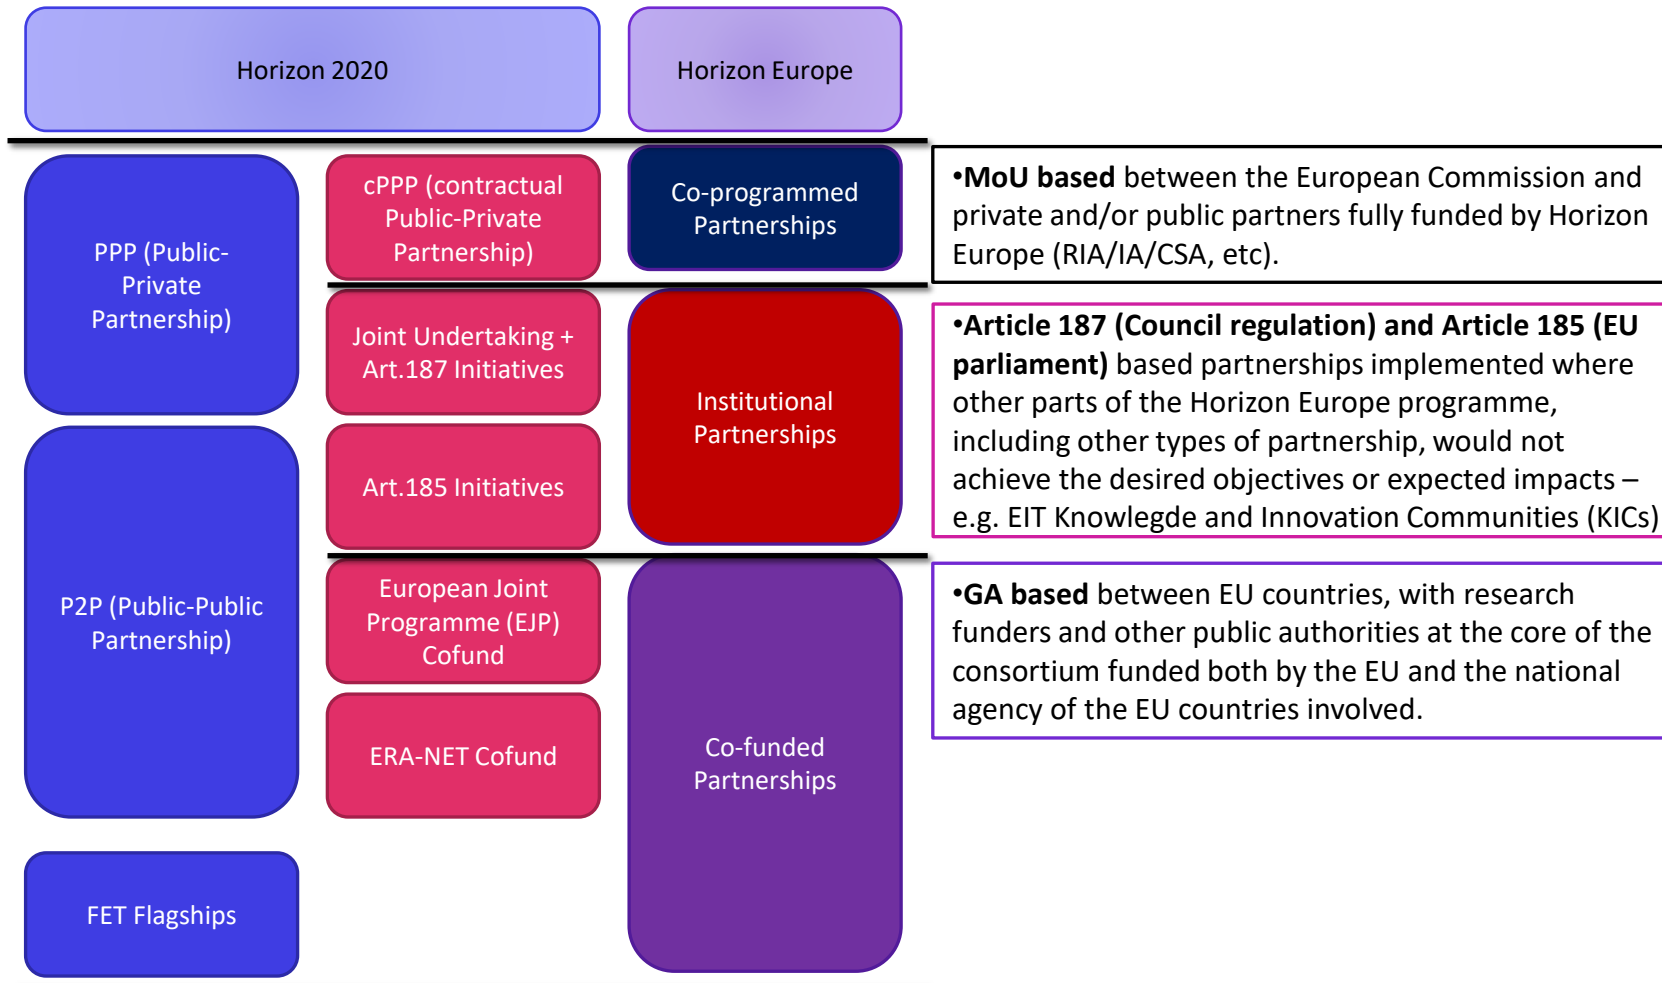 Horizon 2020
Horizon Europe
PPP (Public-
Private
Partnership)
cPPP (contractual
Public-Private
Partnership)
Co-programmed
Partnerships
•MoU based between the European Commission and
private and/or public partners fully funded by Horizon
Europe (RIA/IA/CSA, etc).
Joint Undertaking +
Art.187 Initiatives
Institutional
Partnerships
•Article 187 (Council regulation) and Article 185 (EU
parliament) based partnerships implemented where
other parts of the Horizon Europe programme,
including other types of partnership, would not
achieve the desired objectives or expected impacts –
e.g. EIT Knowlegde and Innovation Communities (KICs)
P2P (Public-Public
Partnership)
Art.185 Initiatives
European Joint
Programme (EJP)
Cofund
ERA-NET Cofund
Co-funded
Partnerships
•GA based between EU countries, with research
funders and other public authorities at the core of the
consortium funded both by the EU and the national
agency of the EU countries involved.
FET Flagships